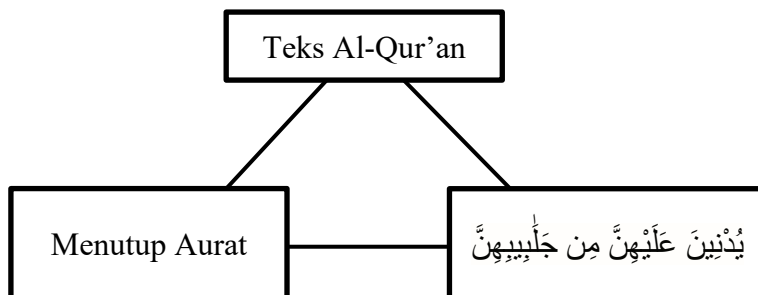 Teks Al-Qur’an
Menutup Aurat
يُدْنِينَ عَلَيْهِنَّ مِن جَلَٰبِيبِهِنَّ